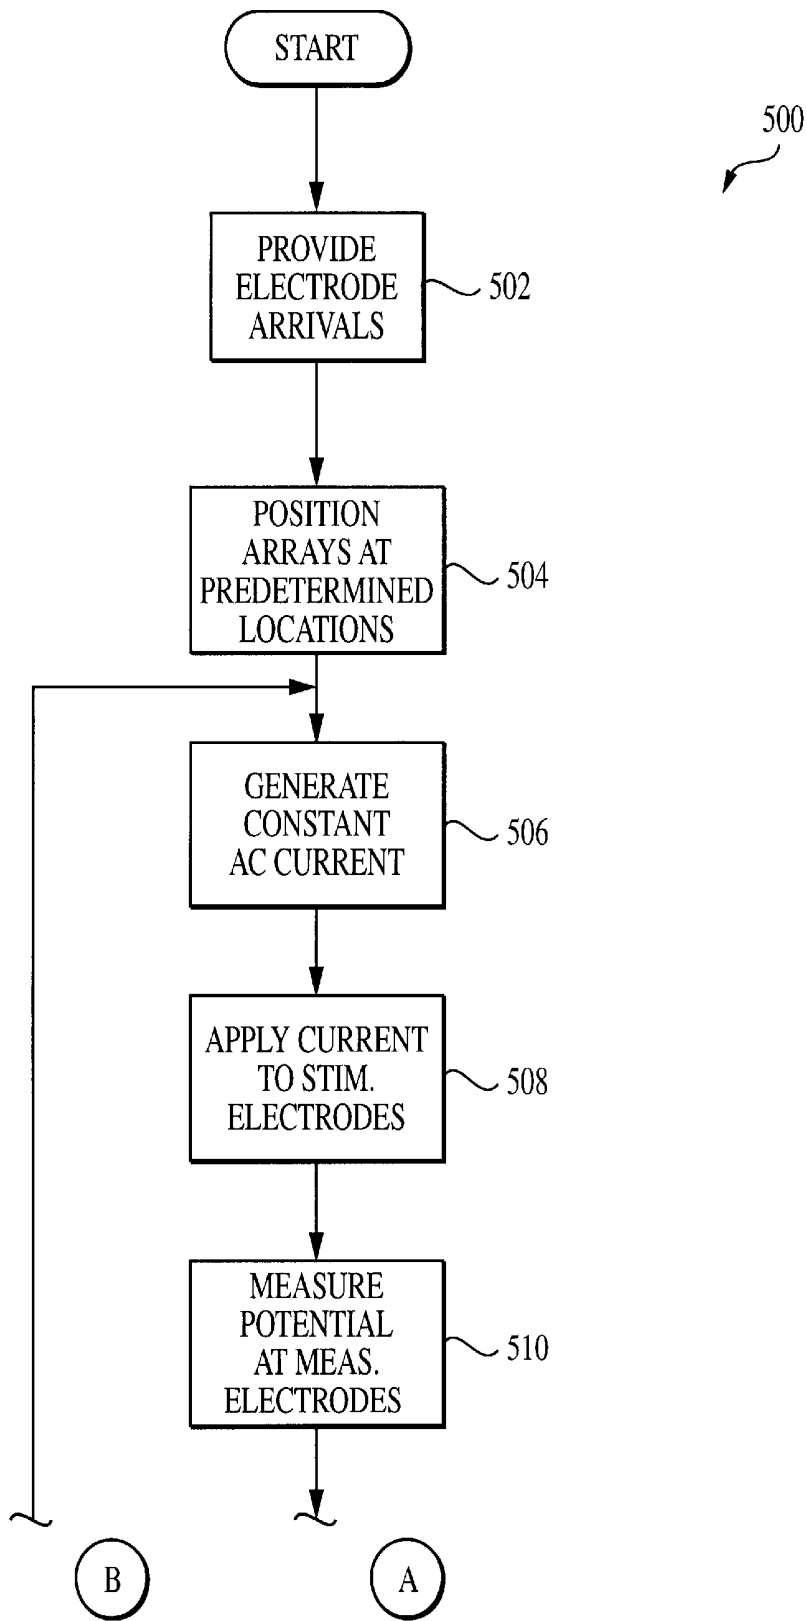 START
500
PROVIDE
ELECTRODE
ARRIVALS
502
POSITION
ARRAYS AT
PREDETERMINED
LOCATIONS
504
GENERATE
CONSTANT
AC CURRENT
506
APPLY CURRENT
TO STIM.
ELECTRODES
508
MEASURE
POTENTIAL
AT MEAS.
ELECTRODES
510
B
A